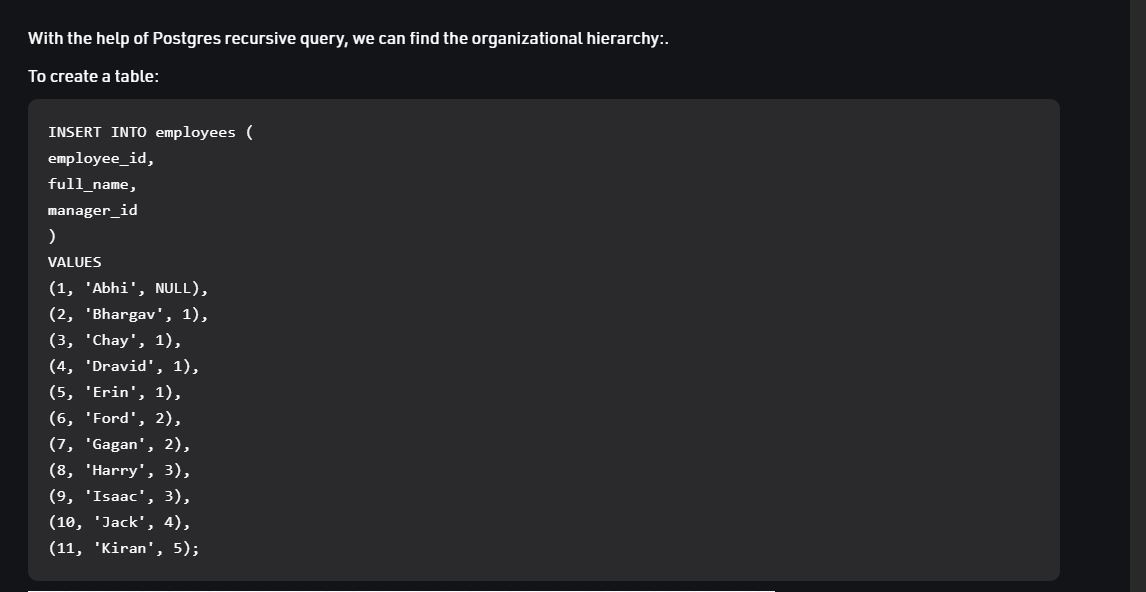 With the help of Postgres recursive query, we can find the organizational hierarchy:.
To create a table:
INSERT INTO employees (
employee_id,
full_name,
manager_id
)
VALUES
(1, 'Abhi', NULL),
(2, 'Bhargav', 1),
(3, 'Chay', 1),
(4, 'Dravid', 1),
(5, 'Erin', 1),
(6, 'Ford', 2),
(7, 'Gagan', 2),
(8, 'Harry', 3),
(9, 'Isaac', 3),
(10, 'Jack', 4),
(11, 'Kiran', 5);